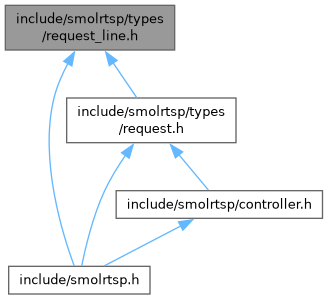 include/smolrtsp/types
/request_line.h
include/smolrtsp/types
/request.h
include/smolrtsp/controller.h
include/smolrtsp.h